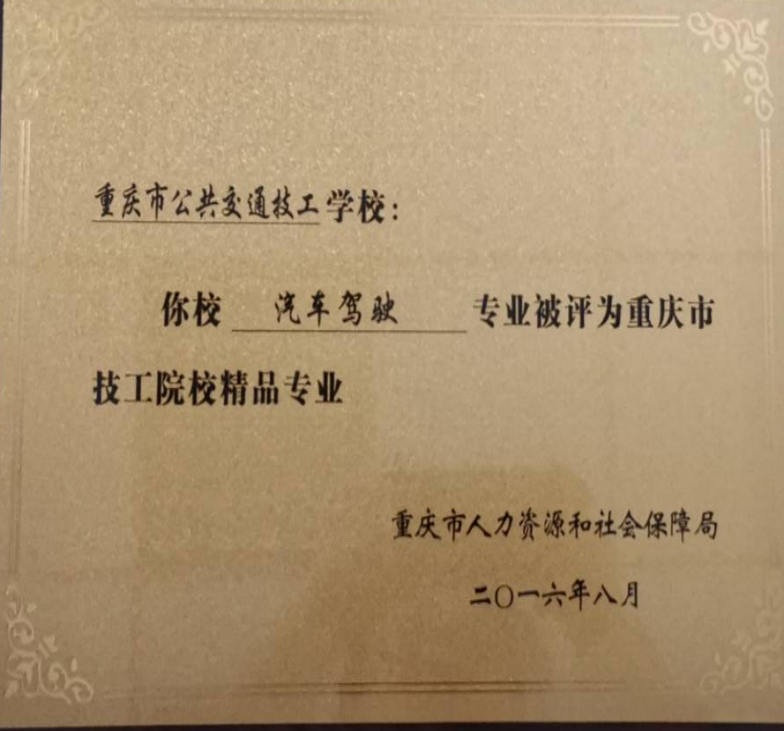 重庆市公共交通技工学校：
你校 汽车驾驶 专业被评为重庆市
技工院校精品专业
重庆市人力资源和社会保障局
二〇一六年八月